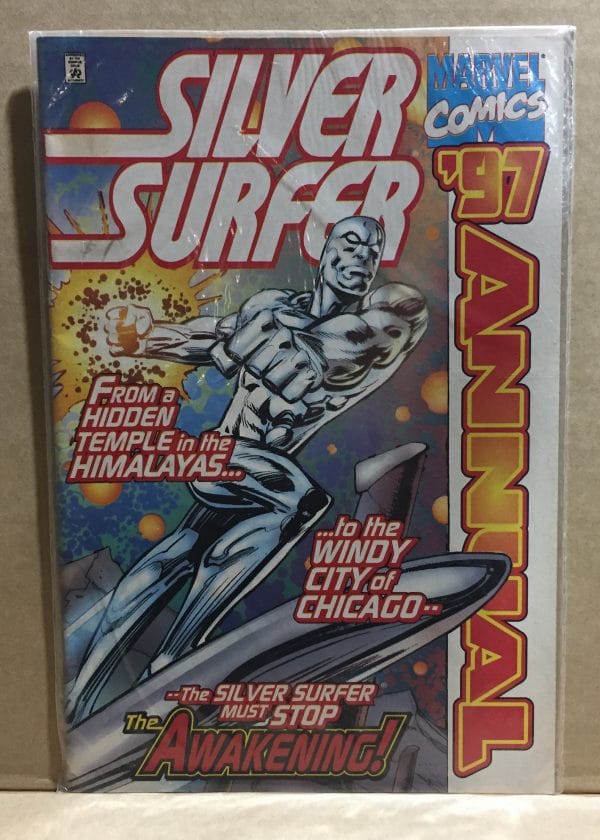 SILVER
SURFER
MARVEL
COMICS
'97 ANNUAL
FROM a
HIDDEN
TEMPLE in the
HIMALAYAS...
...to the
WINDY
CITY of
CHICAGO--
--The SILVER SURFER
MUST STOP
The AWAKENING!